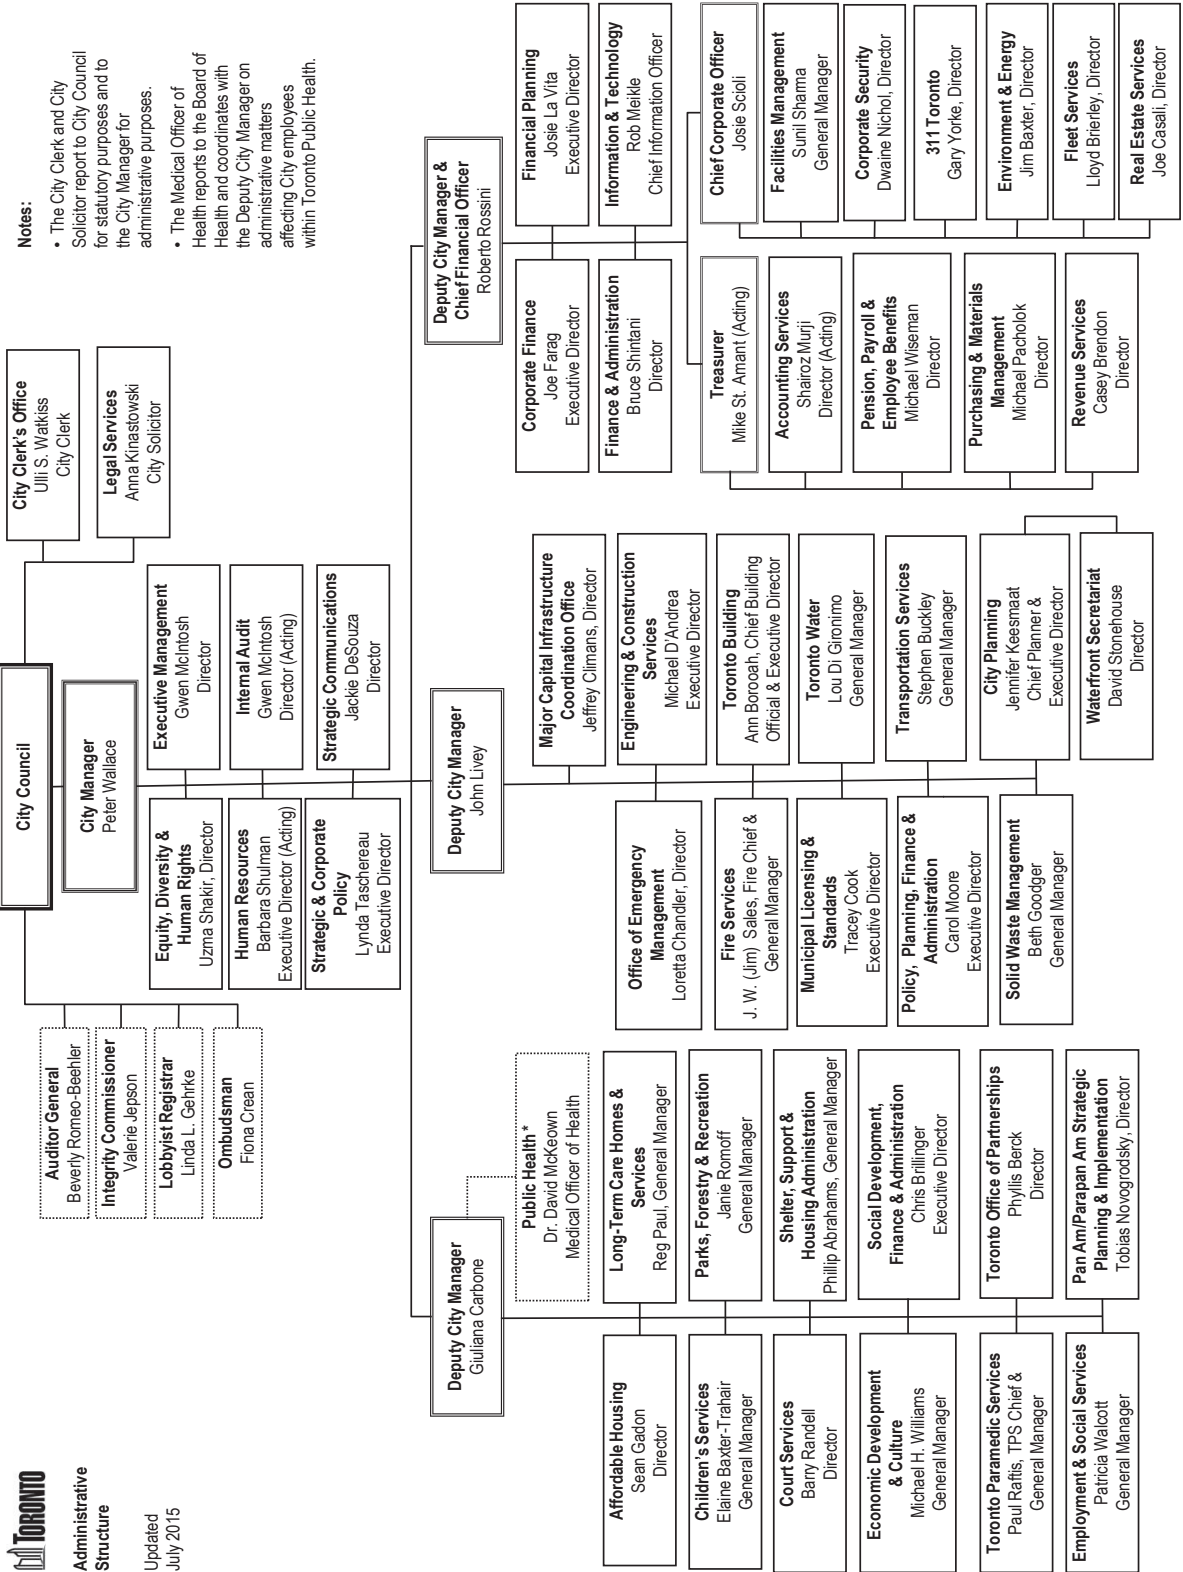 TORONTO
Administrative
Structure
Updated
July 2015
City Council
City Manager
Peter Wallace
City Clerk's Office
Ulli S. Watkiss
City Clerk
Legal Services
Anna Kinastowski
City Solicitor
Notes:
• The City Clerk and City
Solicitor report to City Council
for statutory purposes and to
the City Manager for
administrative purposes.
• The Medical Officer of
Health reports to the Board of
Health and coordinates with
the Deputy City Manager on
administrative matters
affecting City employees
within Toronto Public Health.
Auditor General
Beverly Romeo-Beehler
Integrity Commissioner
Valerie Jepson
Lobbyist Registrar
Linda L. Gehrke
Ombudsman
Fiona Crean
Equity, Diversity &
Human Rights
Uzma Shakir, Director
Executive Management
Gwen McIntosh
Director
Human Resources
Barbara Shulman
Executive Director (Acting)
Internal Audit
Gwen McIntosh
Director (Acting)
Strategic & Corporate
Policy
Lynda Taschereau
Executive Director
Strategic Communications
Jackie DeSouza
Director
Deputy City Manager
Giuliana Carbone
Public Health *
Dr. David McKeown
Medical Officer of Health
Affordable Housing
Sean Gadon
Director
Long-Term Care Homes &
Services
Reg Paul, General Manager
Children's Services
Elaine Baxter-Trahair
General Manager
Parks, Forestry & Recreation
Janie Romoff
General Manager
Court Services
Barry Randell
Director
Shelter, Support &
Housing Administration
Phillip Abrahams, General Manager
Economic Development
& Culture
Michael H. Williams
General Manager
Social Development,
Finance & Administration
Chris Brillinger
Executive Director
Toronto Paramedic Services
Paul Raftis, TPS Chief &
General Manager
Toronto Office of Partnerships
Phyllis Berck
Director
Employment & Social Services
Patricia Walcott
General Manager
Pan Am/Parapan Am Strategic
Planning & Implementation
Tobias Novogrodsky, Director
Deputy City Manager
John Livey
Major Capital Infrastructure
Coordination Office
Jeffrey Climans, Director
Office of Emergency
Management
Loretta Chandler, Director
Engineering & Construction
Services
Michael D'Andrea
Executive Director
Fire Services
J. W. (Jim) Sales, Fire Chief &
General Manager
Toronto Building
Ann Borooah, Chief Building
Official & Executive Director
Municipal Licensing &
Standards
Tracey Cook
Executive Director
Toronto Water
Lou Di Gironimo
General Manager
Policy, Planning, Finance &
Administration
Carol Moore
Executive Director
Transportation Services
Stephen Buckley
General Manager
Solid Waste Management
Beth Goodger
General Manager
City Planning
Jennifer Keesmaat
Chief Planner &
Executive Director
Waterfront Secretariat
David Stonehouse
Director
Deputy City Manager &
Chief Financial Officer
Roberto Rossini
Corporate Finance
Joe Farag
Executive Director
Financial Planning
Josie La Vita
Executive Director
Finance & Administration
Bruce Shintani
Director
Information & Technology
Rob Meikle
Chief Information Officer
Treasurer
Mike St. Amant (Acting)
Accounting Services
Shairoz Murji
Director (Acting)
Pension, Payroll &
Employee Benefits
Michael Wiseman
Director
Purchasing & Materials
Management
Michael Pacholok
Director
Revenue Services
Casey Brendon
Director
Chief Corporate Officer
Josie Scioli
Facilities Management
Sunil Sharma
General Manager
Corporate Security
Dwaine Nichol, Director
311 Toronto
Gary Yorke, Director
Environment & Energy
Jim Baxter, Director
Fleet Services
Lloyd Brierley, Director
Real Estate Services
Joe Casali, Director